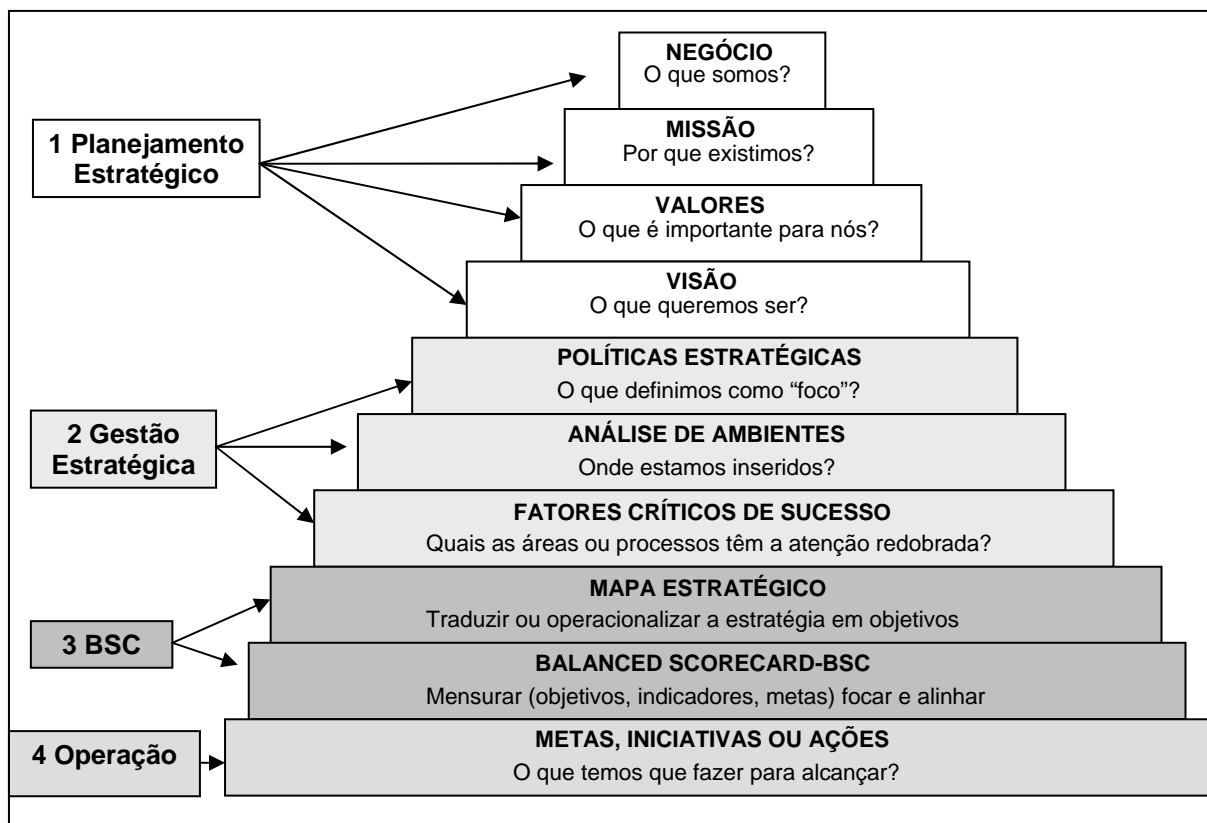 NEGÓCIO
O que somos?
1 Planejamento
Estratégico
MISSÃO
Por que existimos?
VALORES
O que é importante para nós?
VISÃO
O que queremos ser?
POLÍTICAS ESTRATÉGICAS
O que definimos como “foco”?
2 Gestão
Estratégica
ANÁLISE DE AMBIENTES
Onde estamos inseridos?
FATORES CRÍTICOS DE SUCESSO
Quais as áreas ou processos têm a atenção redobrada?
3 BSC
MAPA ESTRATÉGICO
Traduzir ou operacionalizar a estratégia em objetivos
BALANCED SCORECARD-BSC
Mensurar (objetivos, indicadores, metas) focar e alinhar
4 Operação
METAS, INICIATIVAS OU AÇÕES
O que temos que fazer para alcançar?